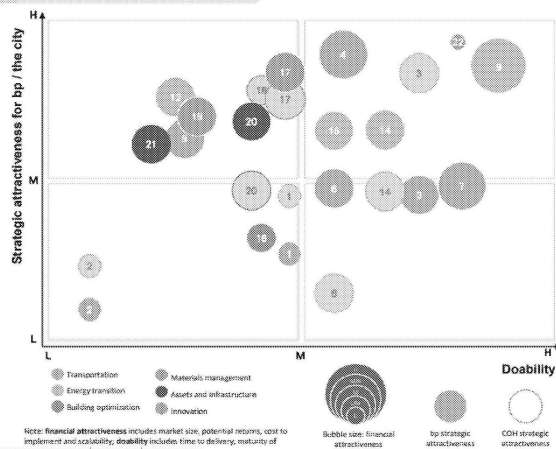 H
Strategic attractiveness for bp / the city
M
L
4
22
9
3
17
18
17
12
19
20
5
21
15
14
20
1
6
14
3
7
18
1
2
2
6
L
M
H
Doability
Transportation
Energy transition
Building optimization
Materials management
Assets and infrastructure
Innovation
Bubble size: financial
attractiveness
bp strategic
attractiveness
COH strategic
attractiveness
Note: financial attractiveness includes market size, potential returns, cost to
implement and scalability; doability includes time to delivery, maturity of